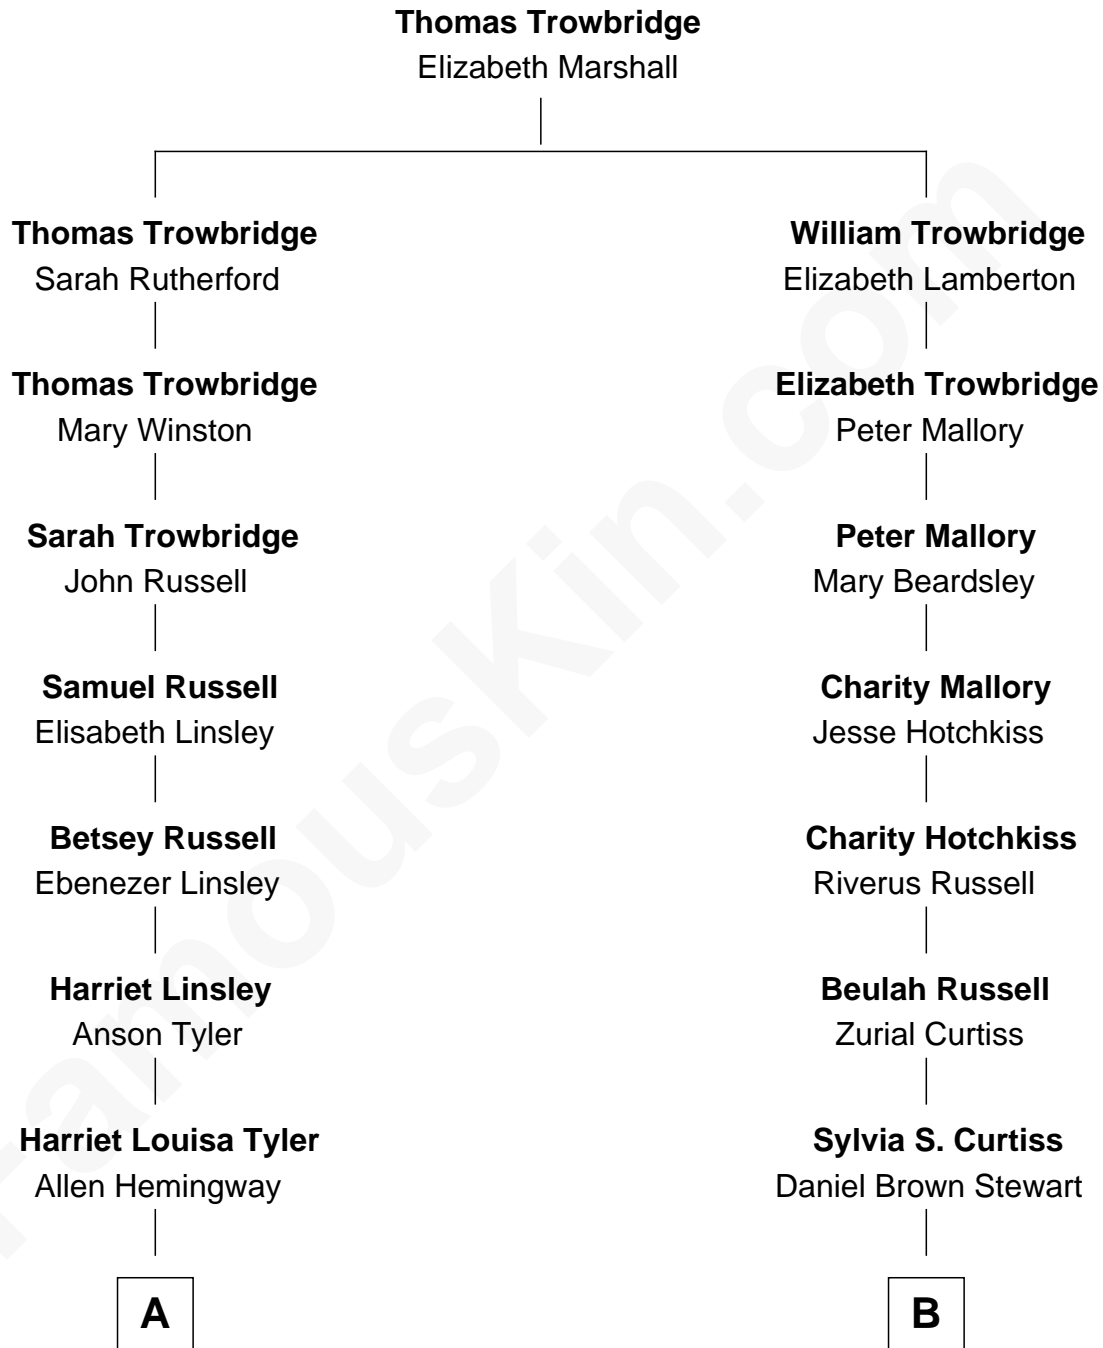 Thomas Trowbridge
Elizabeth Marshall
Thomas Trowbridge
Sarah Rutherford
William Trowbridge
Elizabeth Lamberton
Thomas Trowbridge
Mary Winston
Elizabeth Trowbridge
Peter Mallory
Sarah Trowbridge
John Russell
Peter Mallory
Mary Beardsley
Samuel Russell
Elisabeth Linsley
Charity Mallory
Jesse Hotchkiss
Betsey Russell
Ebenezer Linsley
Charity Hotchkiss
Riverus Russell
Harriet Linsley
Anson Tyler
Beulah Russell
Zurial Curtiss
Harriet Louisa Tyler
Allen Hemingway
Sylvia S. Curtiss
Daniel Brown Stewart
A
B
FamousKin.com